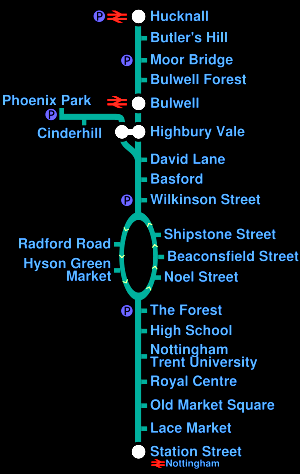 P Hucknall
Butler's Hill
P Moor Bridge
Bulwell Forest
Phoenix Park
Bulwell
P
Cinderhill
Highbury Vale
David Lane
Basford
P Wilkinson Street
Shipstone Street
Radford Road
Beaconsfield Street
Hyson Green
Market
Noel Street
P The Forest
High School
Nottingham
Trent University
Royal Centre
Old Market Square
Lace Market
Station Street
Nottingham